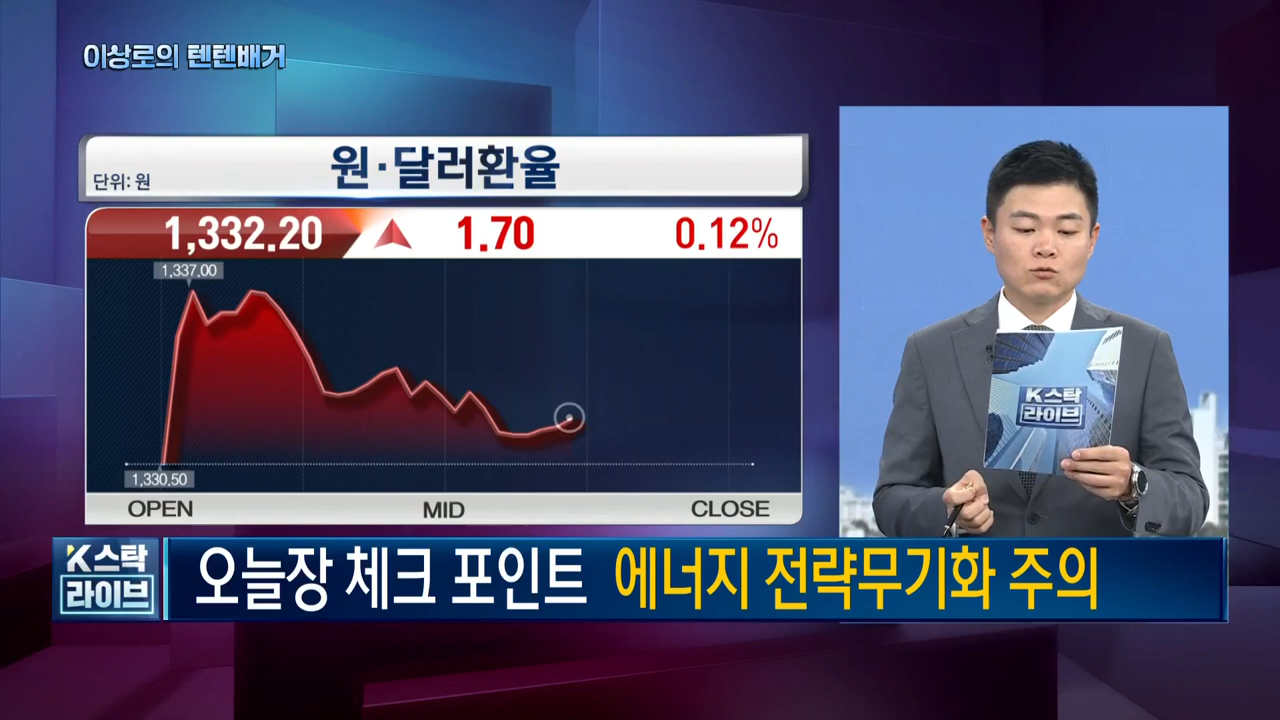 이상로의 텐텐배거
원·달러환율
단위: 원
1,332.20 1.70 0.12%
1,337.00
1,330.50
OPEN MID CLOSE
K스탁
라이브
K스탁
라이브
오늘장 체크 포인트 에너지 전략무기화 주의